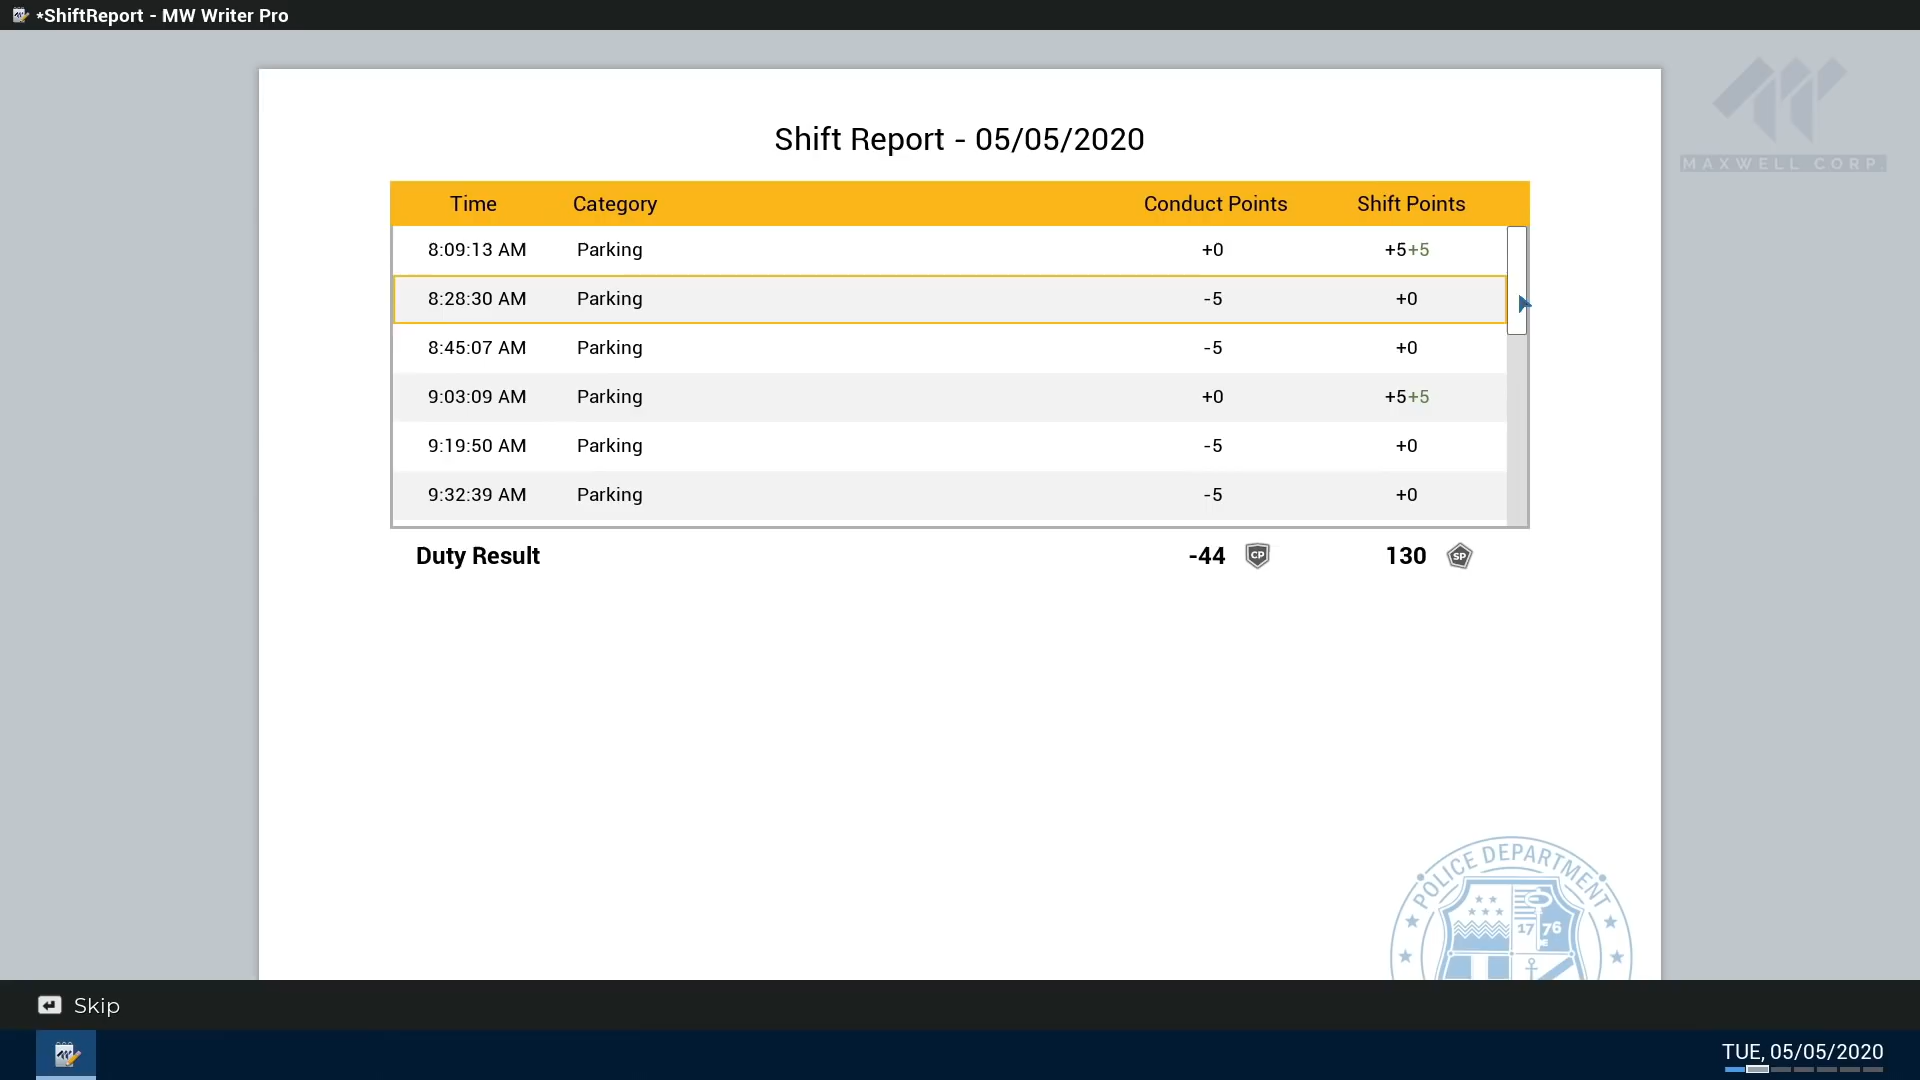 *ShiftReport - MW Writer Pro
MAXWELL CORP
Shift Report - 05/05/2020
Time Category Conduct Points Shift Points
8:09:13 AM Parking +0 +5+5
8:28:30 AM Parking -5 +0
8:45:07 AM Parking -5 +0
9:03:09 AM Parking +0 +5+5
9:19:50 AM Parking -5 +0
9:32:39 AM Parking -5 +0
Duty Result -44 CP 130 SP
POLICE DEPARTMENT
1776
Skip
TUE, 05/05/2020